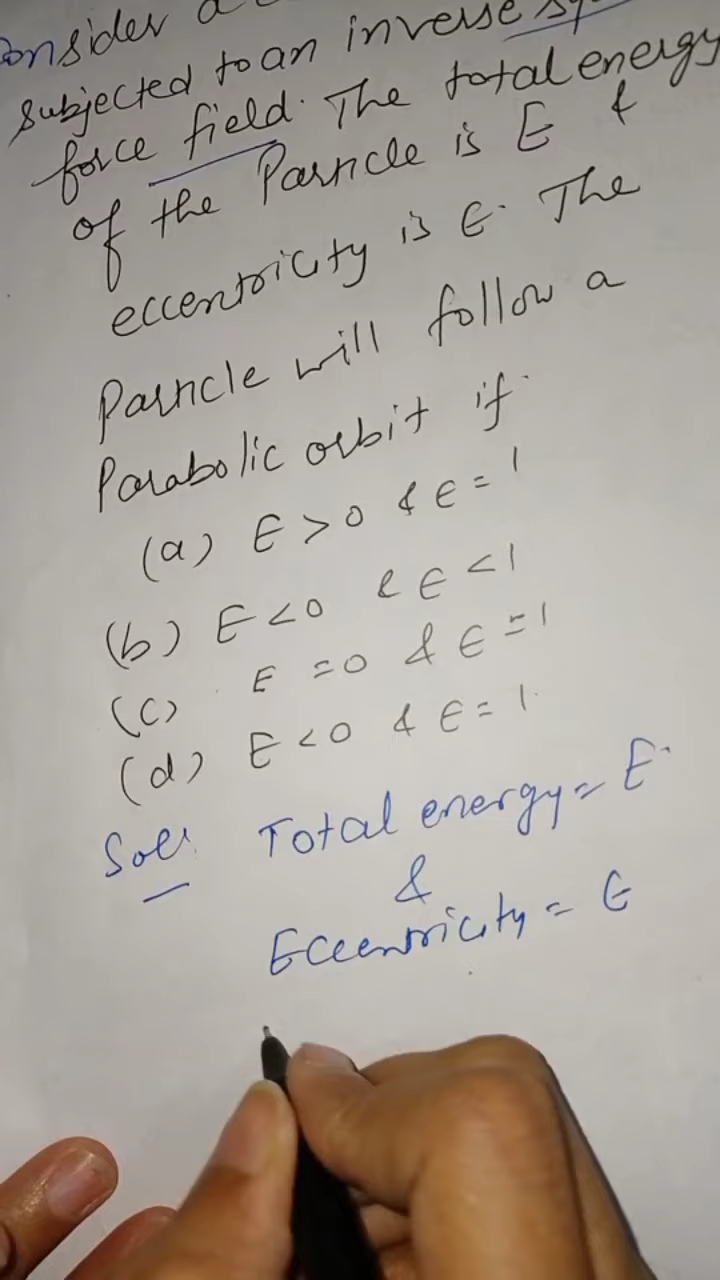 Consider a
subjected to an inverse
force field. The total energy
of the Particle is E &
eccentricity is ϵ. The
Particle will follow a
Parabolic orbit if
(a) E > 0 & ϵ = 1
(b) E < 0 & ϵ < 1
(c) E = 0 & ϵ = 1
(d) E < 0 & ϵ = 1.
Sol: Total energy = E.
&
Eccentricity = ϵ